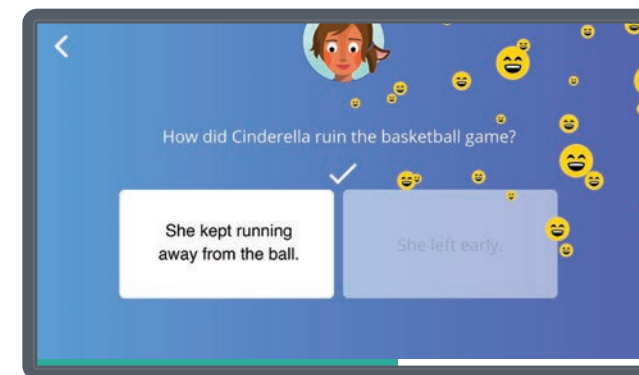 How did Cinderella ruin the basketball game?
She kept running
away from the ball.
She left early.